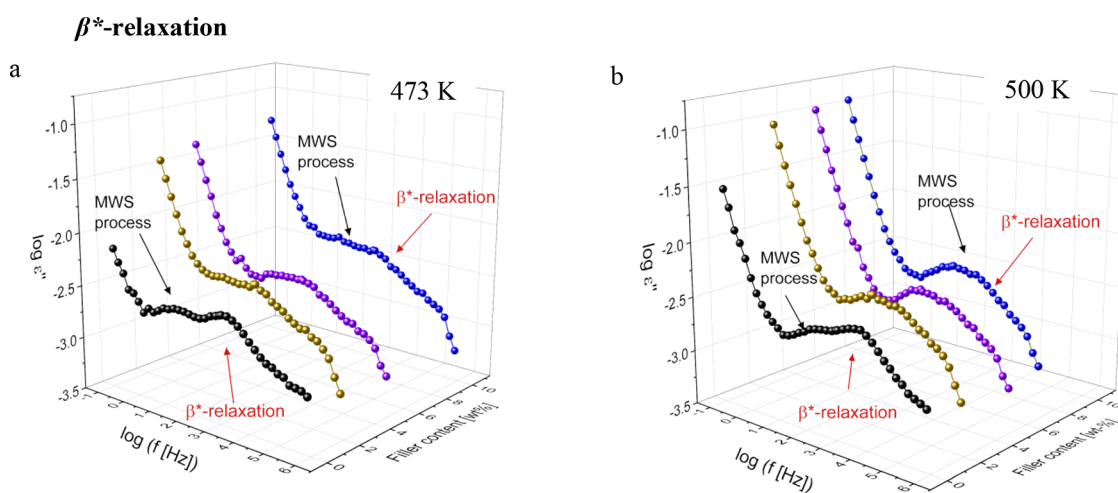 β*-relaxation
a
473 K
-1.0
-1.5
-2.0
-2.5
-3.0
-3.5
log ε"
MWS
process
MWS
process
β*-relaxation
β*-relaxation
-1
0
1
2
3
4
5
6
log (f [Hz])
0
2
4
6
8
10
Filler content [wt%]
b
500 K
-1.0
-1.5
-2.0
-2.5
-3.0
-3.5
log ε"
MWS
process
MWS
process
β*-relaxation
β*-relaxation
-1
0
1
2
3
4
5
6
log (f [Hz])
0
2
4
6
8
10
Filler content [wt-%]